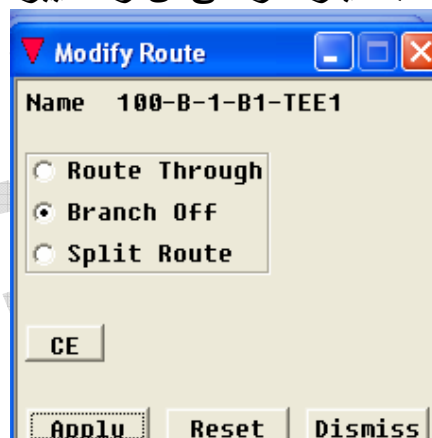 Modify Route
Name 100-B-1-B1-TEE1
Route Through
Branch Off
Split Route
CE
Apply Reset Dismiss